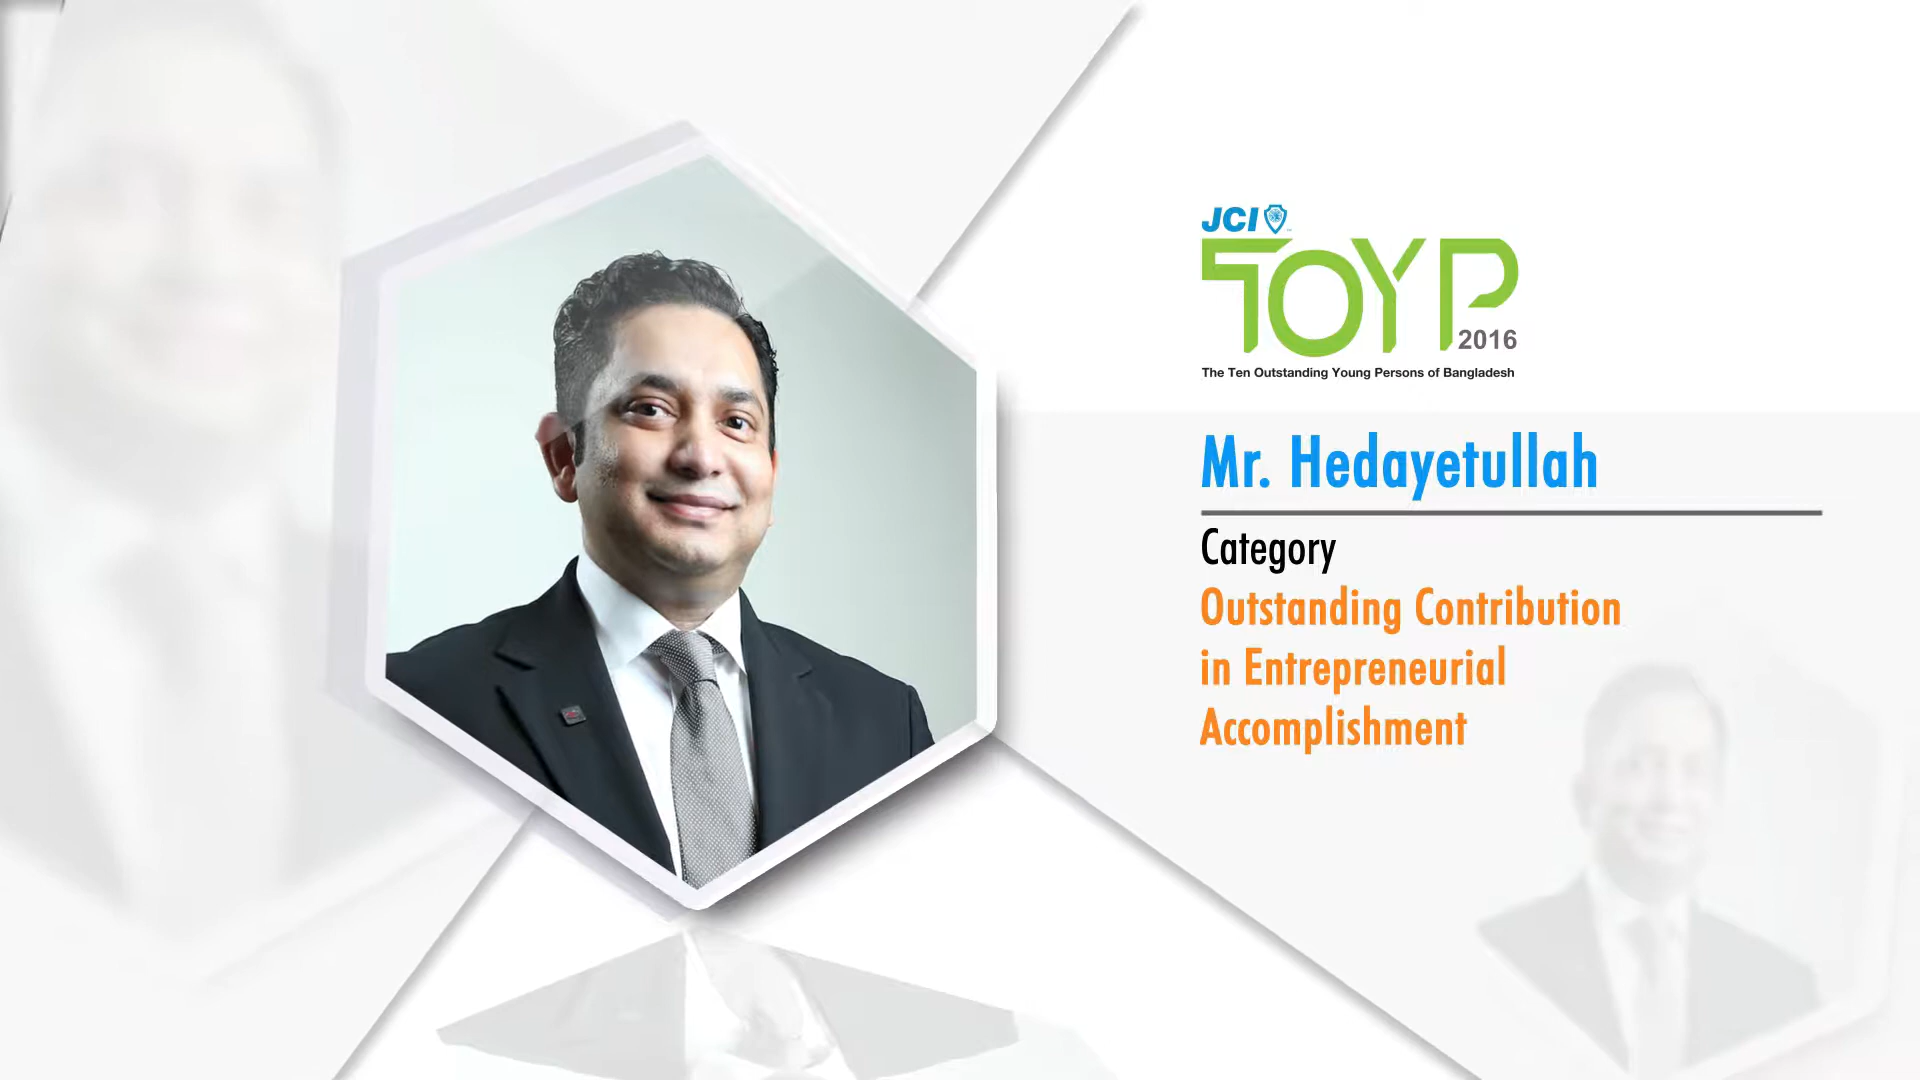 JCI
TOYP
2016
The Ten Outstanding Young Persons of Bangladesh
Mr. Hedayetullah
Category
Outstanding Contribution
in Entrepreneurial
Accomplishment